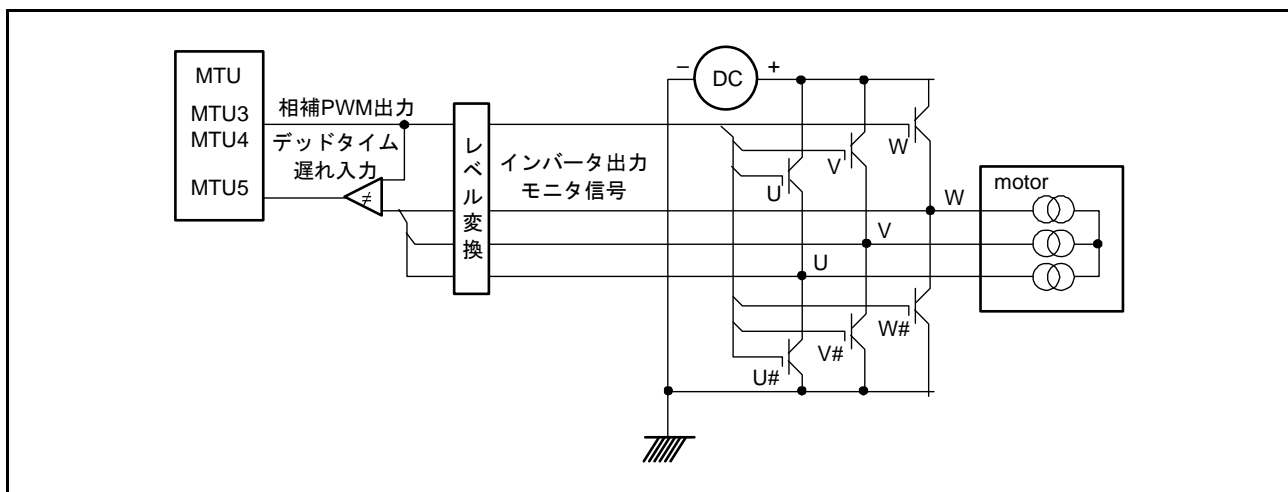 MTU
MTU3
MTU4
MTU5
相補PWM出力
デッドタイム
遅れ入力
≠
レベル変換
インバータ出力
モニタ信号
− DC +
U
V
W
W
V
U
U#
V#
W#
motor